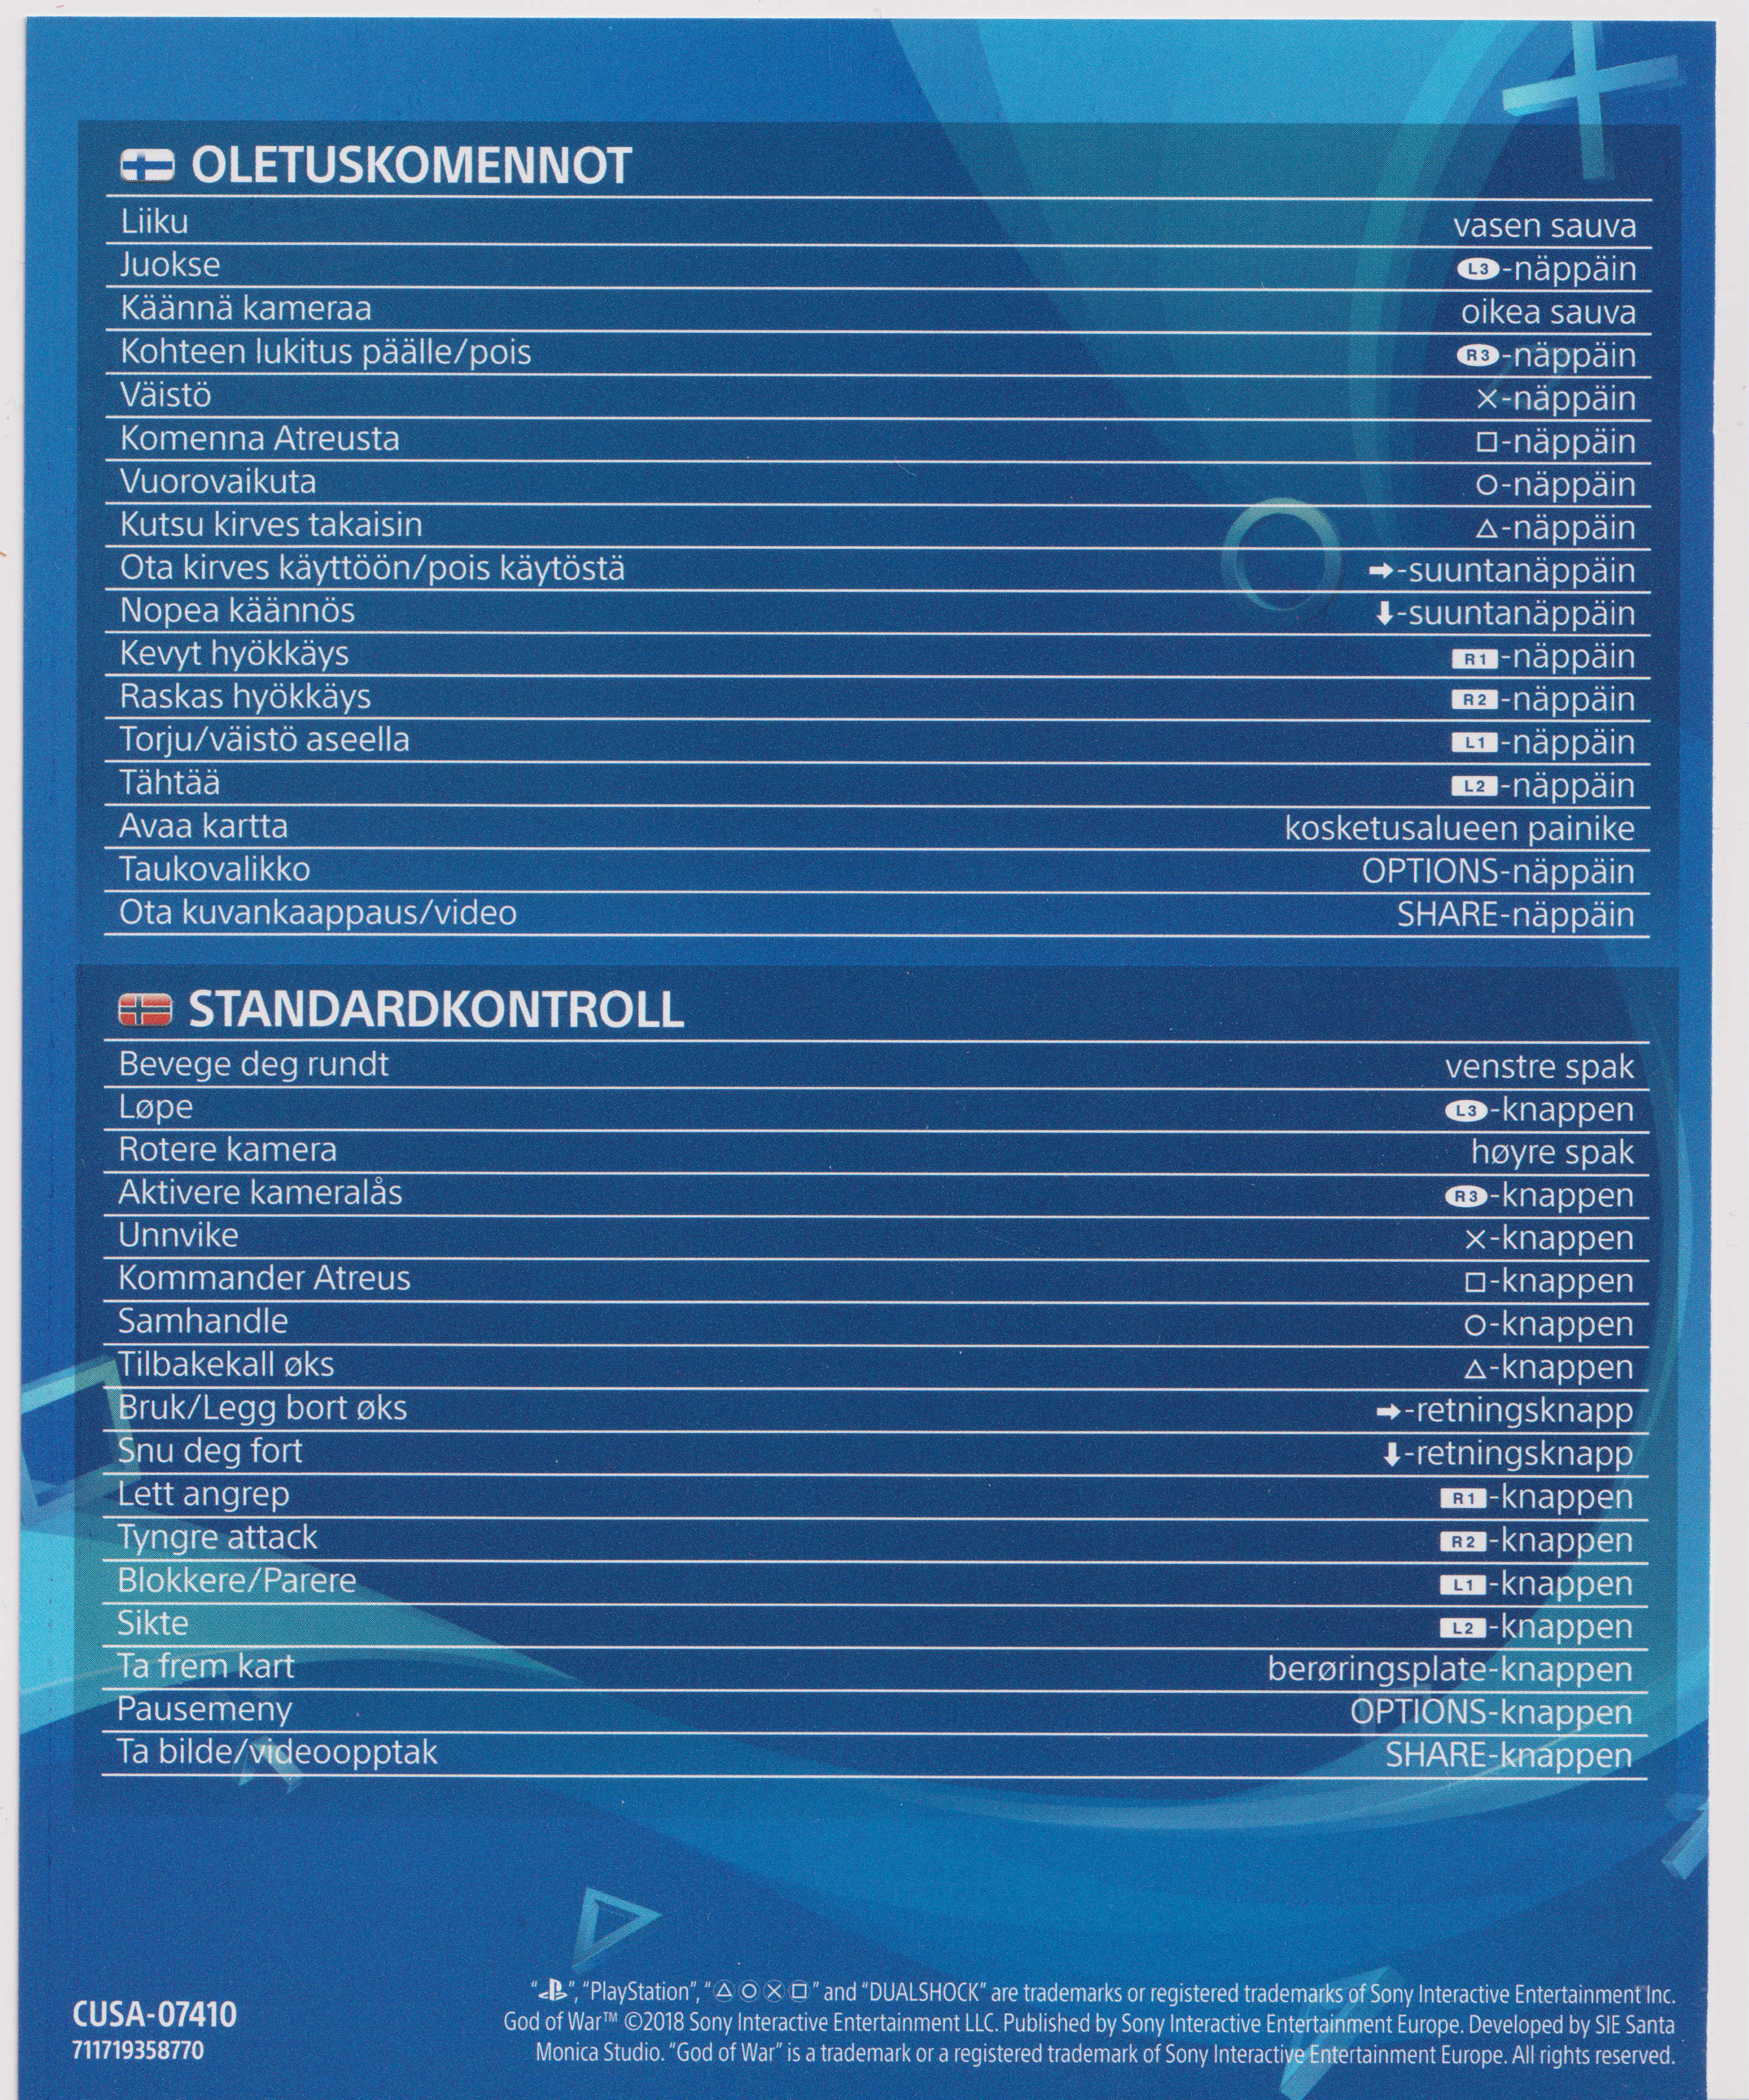 OLETUSKOMENNOT
Liiku vasen sauva
Juokse L3-näppäin
Käännä kameraa oikea sauva
Kohteen lukitus päälle/pois R3-näppäin
Väistö ×-näppäin
Komenna Atreusta □-näppäin
Vuorovaikuta ○-näppäin
Kutsu kirves takaisin △-näppäin
Ota kirves käyttöön/pois käytöstä ➡-suuntanäppäin
Nopea käännös ⬇-suuntanäppäin
Kevyt hyökkäys R1-näppäin
Raskas hyökkäys R2-näppäin
Torju/väistö aseella L1-näppäin
Tähtää L2-näppäin
Avaa kartta kosketusalueen painike
Taukovalikko OPTIONS-näppäin
Ota kuvankaappaus/video SHARE-näppäin
STANDARDKONTROLL
Bevege deg rundt venstre spak
Løpe L3-knappen
Rotere kamera høyre spak
Aktivere kameralås R3-knappen
Unnvike ×-knappen
Kommander Atreus □-knappen
Samhandle ○-knappen
Tilbakekall øks △-knappen
Bruk/Legg bort øks ➡-retningsknapp
Snu deg fort ⬇-retningsknapp
Lett angrep R1-knappen
Tyngre attack R2-knappen
Blokkere/Parere L1-knappen
Sikte L2-knappen
Ta frem kart berøringsplate-knappen
Pausemeny OPTIONS-knappen
Ta bilde/videoopptak SHARE-knappen
CUSA-07410
711719358770
“PS”, “PlayStation”, “△○×□” and “DUALSHOCK” are trademarks or registered trademarks of Sony Interactive Entertainment Inc.
God of War™ ©2018 Sony Interactive Entertainment LLC. Published by Sony Interactive Entertainment Europe. Developed by SIE Santa
Monica Studio. “God of War” is a trademark or a registered trademark of Sony Interactive Entertainment Europe. All rights reserved.